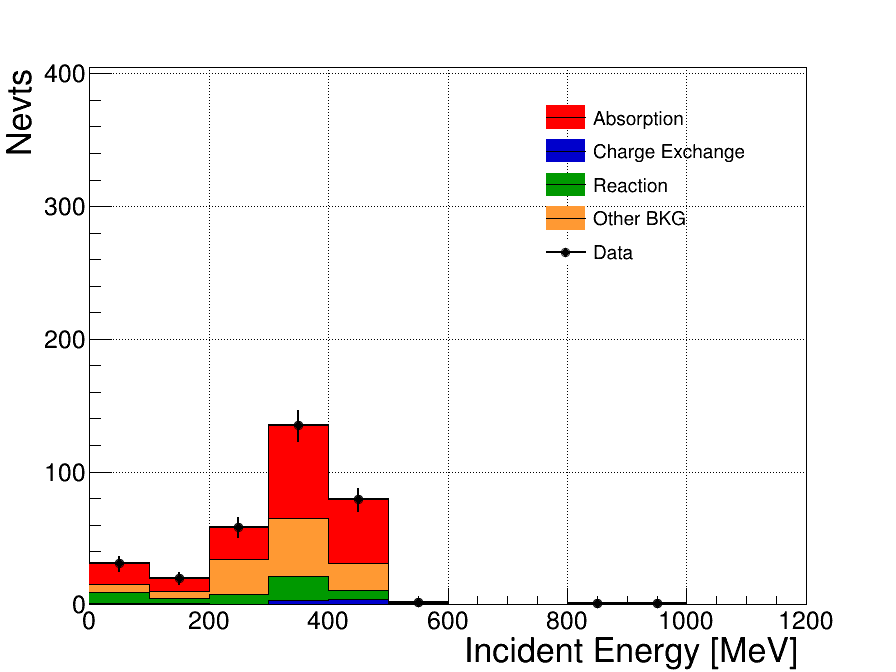 Nevts
400
300
200
100
0
Absorption
Charge Exchange
Reaction
Other BKG
Data
0 200 400 600 800 1000 1200
Incident Energy [MeV]